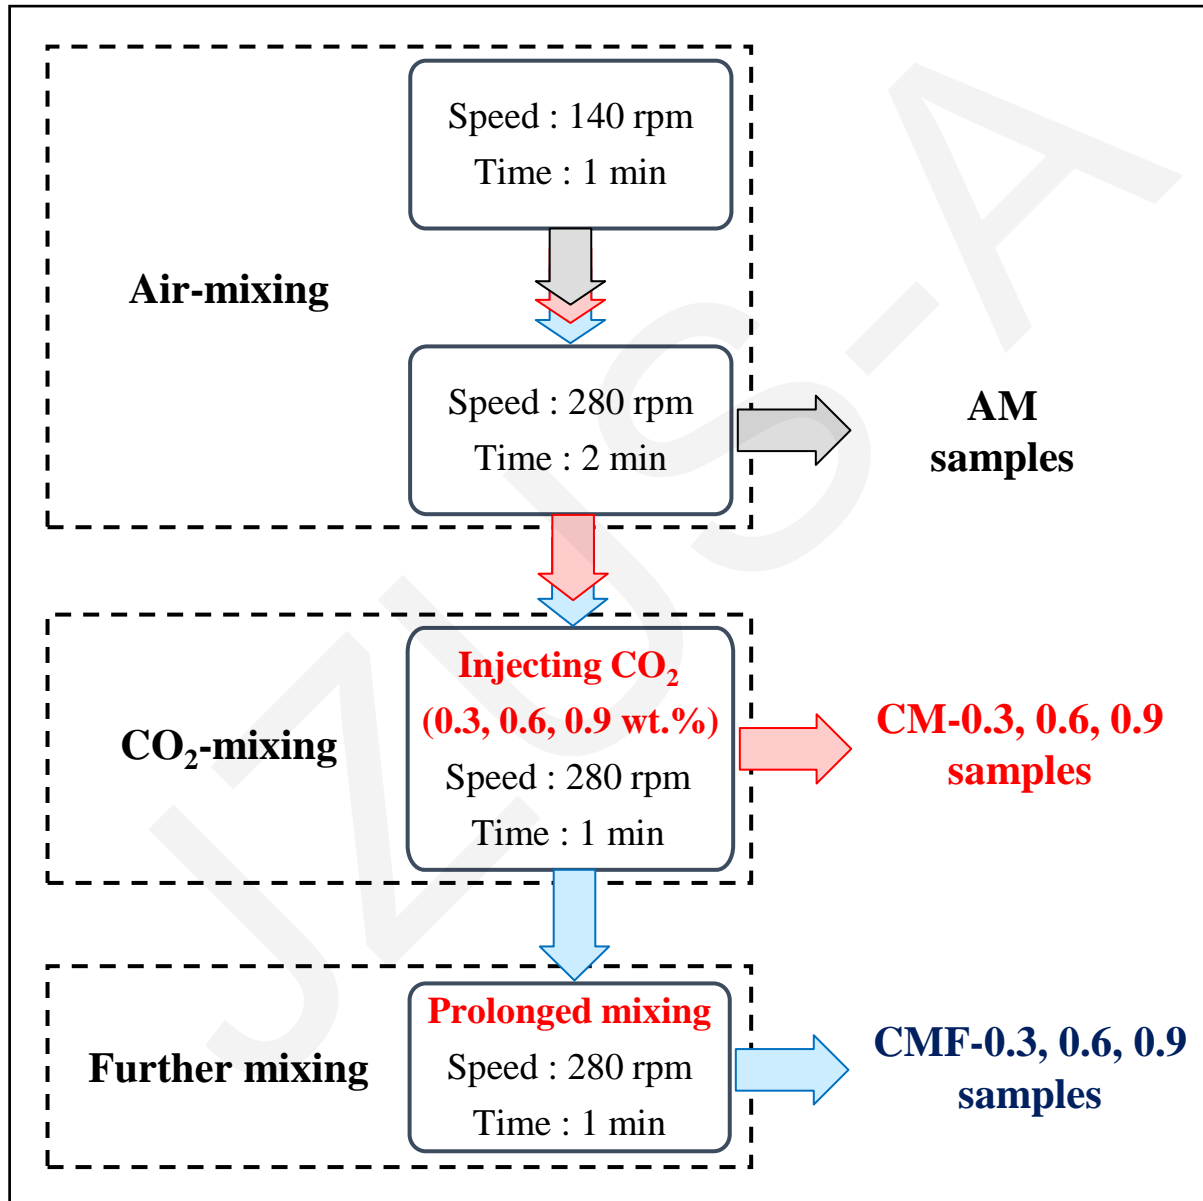 Speed : 140 rpm
Time : 1 min
Air-mixing
Speed : 280 rpm
Time : 2 min
AM
samples
CO₂-mixing
Injecting CO₂
(0.3, 0.6, 0.9 wt.%)
Speed : 280 rpm
Time : 1 min
CM-0.3, 0.6, 0.9
samples
Further mixing
Prolonged mixing
Speed : 280 rpm
Time : 1 min
CMF-0.3, 0.6, 0.9
samples
JZUS-A